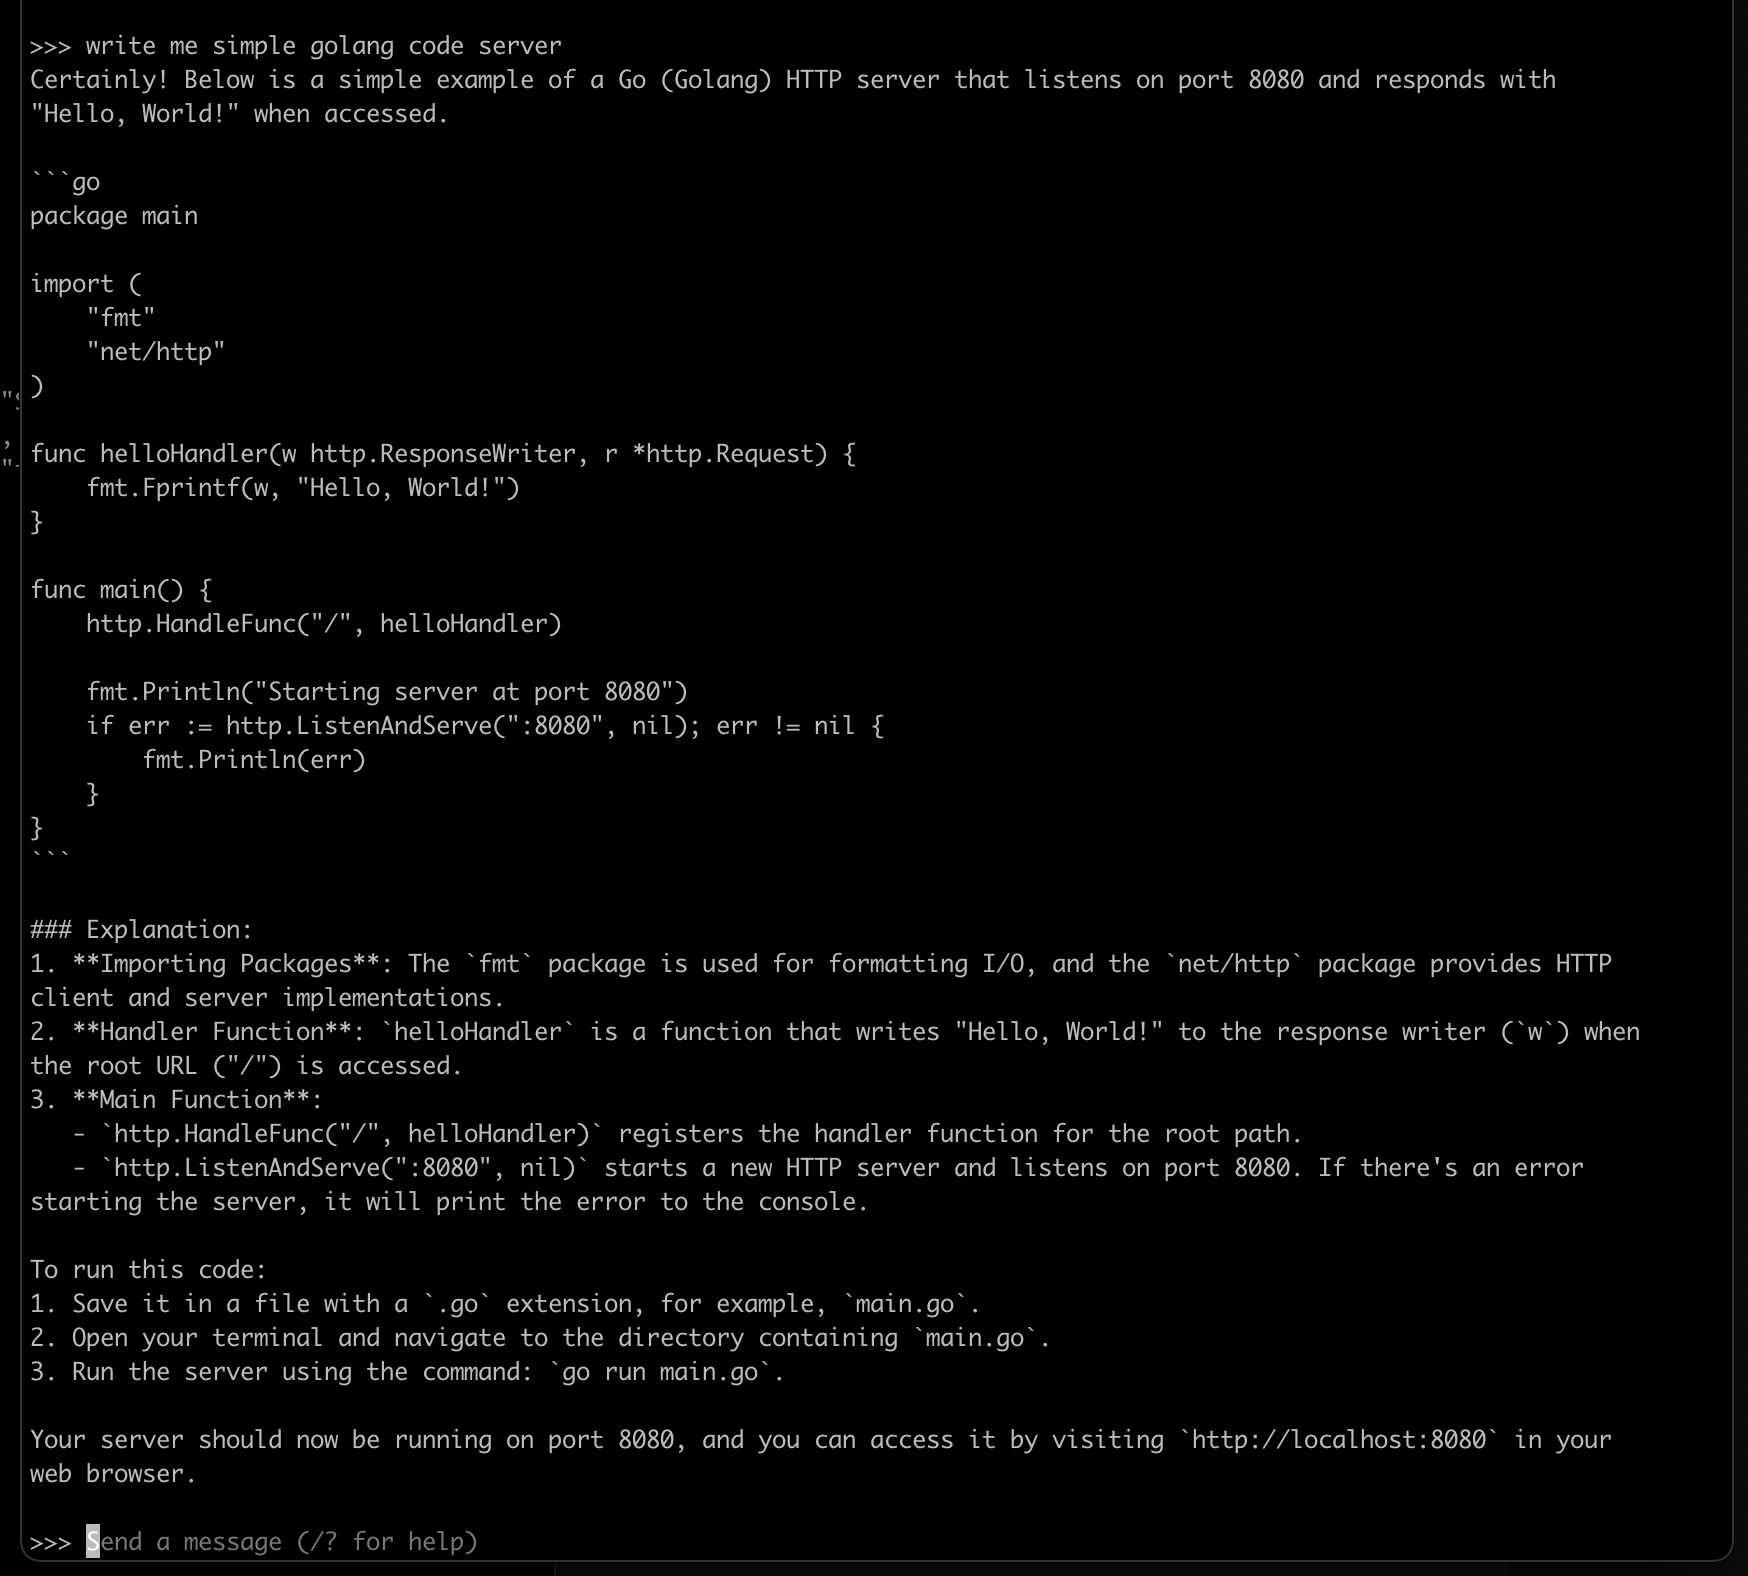 >>> write me simple golang code server
Certainly! Below is a simple example of a Go (Golang) HTTP server that listens on port 8080 and responds with
"Hello, World!" when accessed.

```go
package main

import (
    "fmt"
    "net/http"
)

func helloHandler(w http.ResponseWriter, r *http.Request) {
    fmt.Fprintf(w, "Hello, World!")
}

func main() {
    http.HandleFunc("/", helloHandler)

    fmt.Println("Starting server at port 8080")
    if err := http.ListenAndServe(":8080", nil); err != nil {
        fmt.Println(err)
    }
}
```

### Explanation:
1. **Importing Packages**: The `fmt` package is used for formatting I/O, and the `net/http` package provides HTTP
client and server implementations.
2. **Handler Function**: `helloHandler` is a function that writes "Hello, World!" to the response writer (`w`) when
the root URL ("/") is accessed.
3. **Main Function**:
   - `http.HandleFunc("/", helloHandler)` registers the handler function for the root path.
   - `http.ListenAndServe(":8080", nil)` starts a new HTTP server and listens on port 8080. If there's an error
starting the server, it will print the error to the console.

To run this code:
1. Save it in a file with a `.go` extension, for example, `main.go`.
2. Open your terminal and navigate to the directory containing `main.go`.
3. Run the server using the command: `go run main.go`.

Your server should now be running on port 8080, and you can access it by visiting `http://localhost:8080` in your
web browser.

>>> Send a message (/? for help)